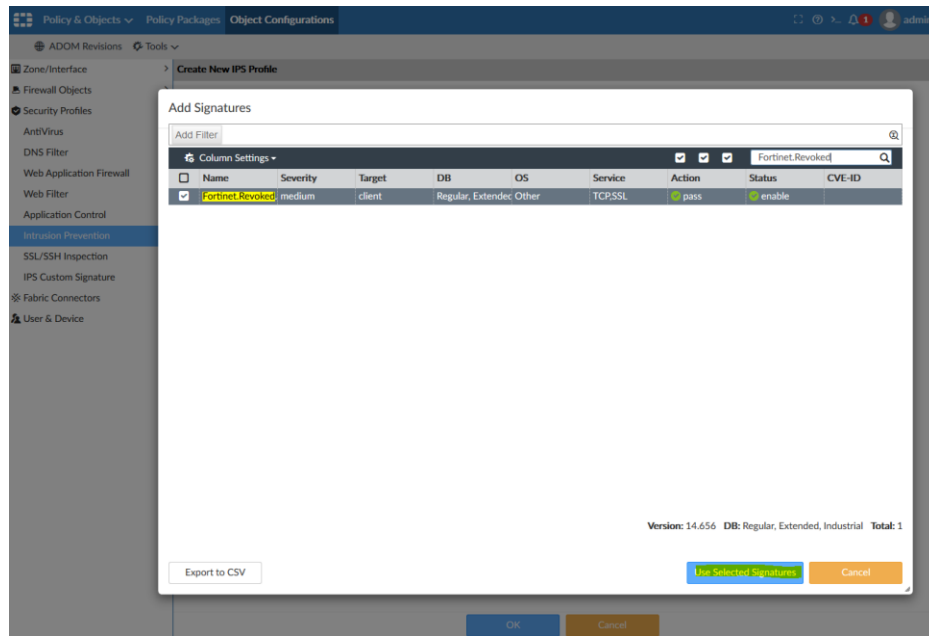 Policy & Objects Policy Packages Object Configurations 1 admin
ADOM Revisions Tools
Zone/Interface
Firewall Objects
Security Profiles
AntiVirus
DNS Filter
Web Application Firewall
Web Filter
Application Control
Intrusion Prevention
SSL/SSH Inspection
IPS Custom Signature
Fabric Connectors
User & Device
Create New IPS Profile
Add Signatures
Add Filter
Column Settings Fortinet.Revoked
Name Severity Target DB OS Service Action Status CVE-ID
Fortinet.Revoked medium client Regular, Extended Other TCP,SSL pass enable
Version: 14.656 DB: Regular, Extended, Industrial Total: 1
Export to CSV Use Selected Signatures Cancel
OK Cancel